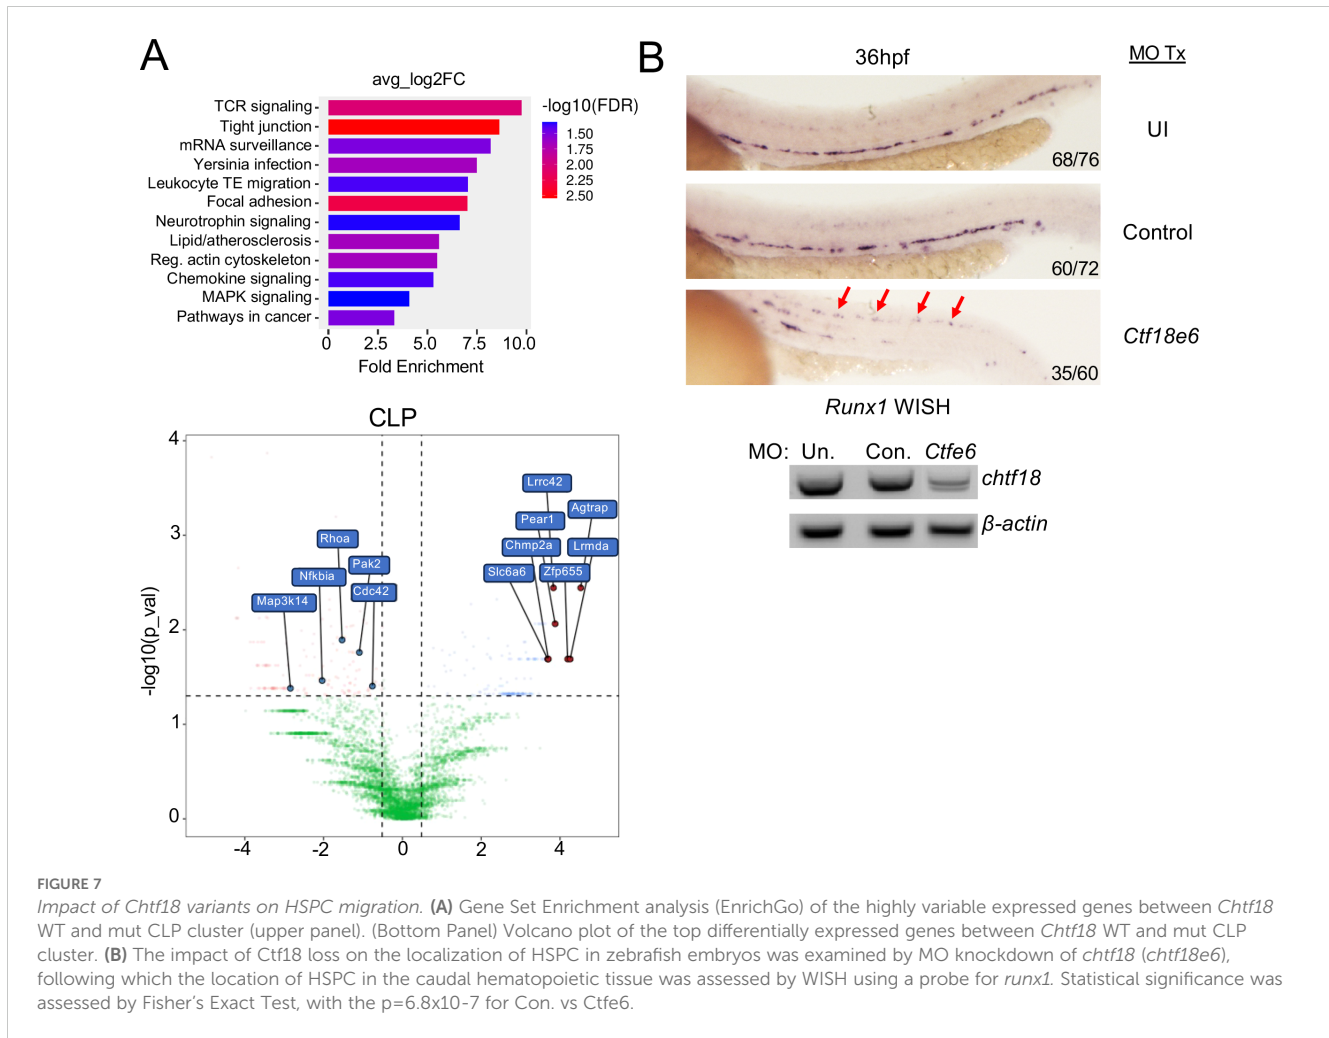 A
avg_log2FC
TCR signaling
Tight junction
mRNA surveillance
Yersinia infection
Leukocyte TE migration
Focal adhesion
Neurotrophin signaling
Lipid/atherosclerosis
Reg. actin cytoskeleton
Chemokine signaling
MAPK signaling
Pathways in cancer
0 2.5 5.0 7.5 10.0
Fold Enrichment
-log10(FDR)
1.50
1.75
2.00
2.25
2.50
CLP
-log10(p_val)
4
3
2
1
0
-4 -2 0 2 4
Rhoa
Pak2
Nfkbia
Cdc42
Map3k14
Lrrc42
Agtrap
Pear1
Chmp2a
Lrmda
Slc6a6
Zfp655
B
36hpf
MO Tx
68/76
UI
60/72
Control
35/60
Ctf18e6
Runx1 WISH
MO: Un. Con. Ctfe6
chtf18
β-actin
FIGURE 7
Impact of Chtf18 variants on HSPC migration. (A) Gene Set Enrichment analysis (EnrichGo) of the highly variable expressed genes between Chtf18
WT and mut CLP cluster (upper panel). (Bottom Panel) Volcano plot of the top differentially expressed genes between Chtf18 WT and mut CLP
cluster. (B) The impact of Ctf18 loss on the localization of HSPC in zebrafish embryos was examined by MO knockdown of chtf18 (chtf18e6),
following which the location of HSPC in the caudal hematopoietic tissue was assessed by WISH using a probe for runx1. Statistical significance was
assessed by Fisher's Exact Test, with the p=6.8x10-7 for Con. vs Ctfe6.